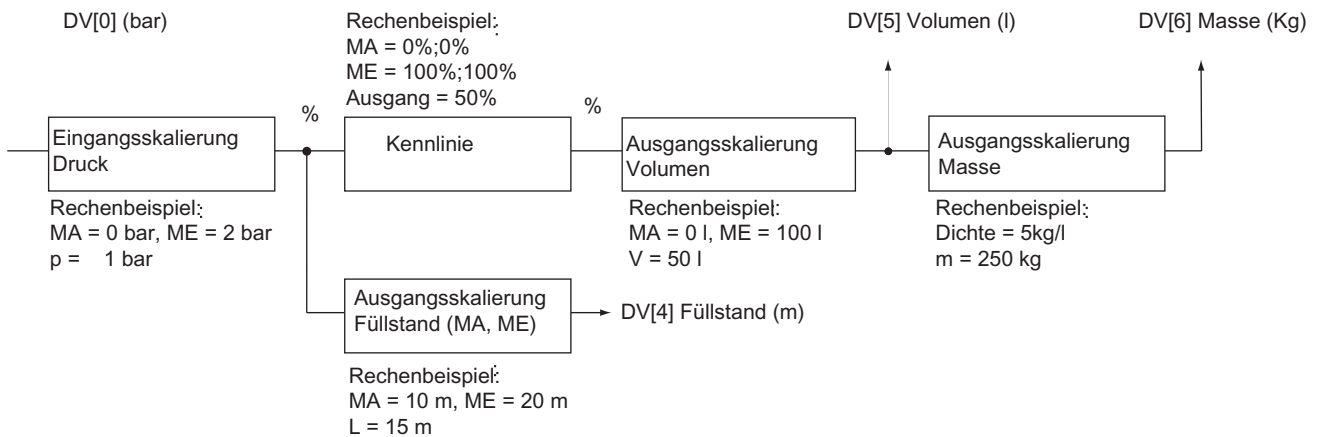 DV[0] (bar)
Rechenbeispiel:
MA = 0%;0%
ME = 100%;100%
Ausgang = 50%
DV[5] Volumen (l)
DV[6] Masse (Kg)
%
%
Eingangsskalierung
Druck
Kennlinie
Ausgangsskalierung
Volumen
Ausgangsskalierung
Masse
Rechenbeispiel:
MA = 0 bar, ME = 2 bar
p = 1 bar
Rechenbeispiel:
MA = 0 l, ME = 100 l
V = 50 l
Rechenbeispiel:
Dichte = 5kg/l
m = 250 kg
Ausgangsskalierung
Füllstand (MA, ME)
DV[4] Füllstand (m)
Rechenbeispiel:
MA = 10 m, ME = 20 m
L = 15 m